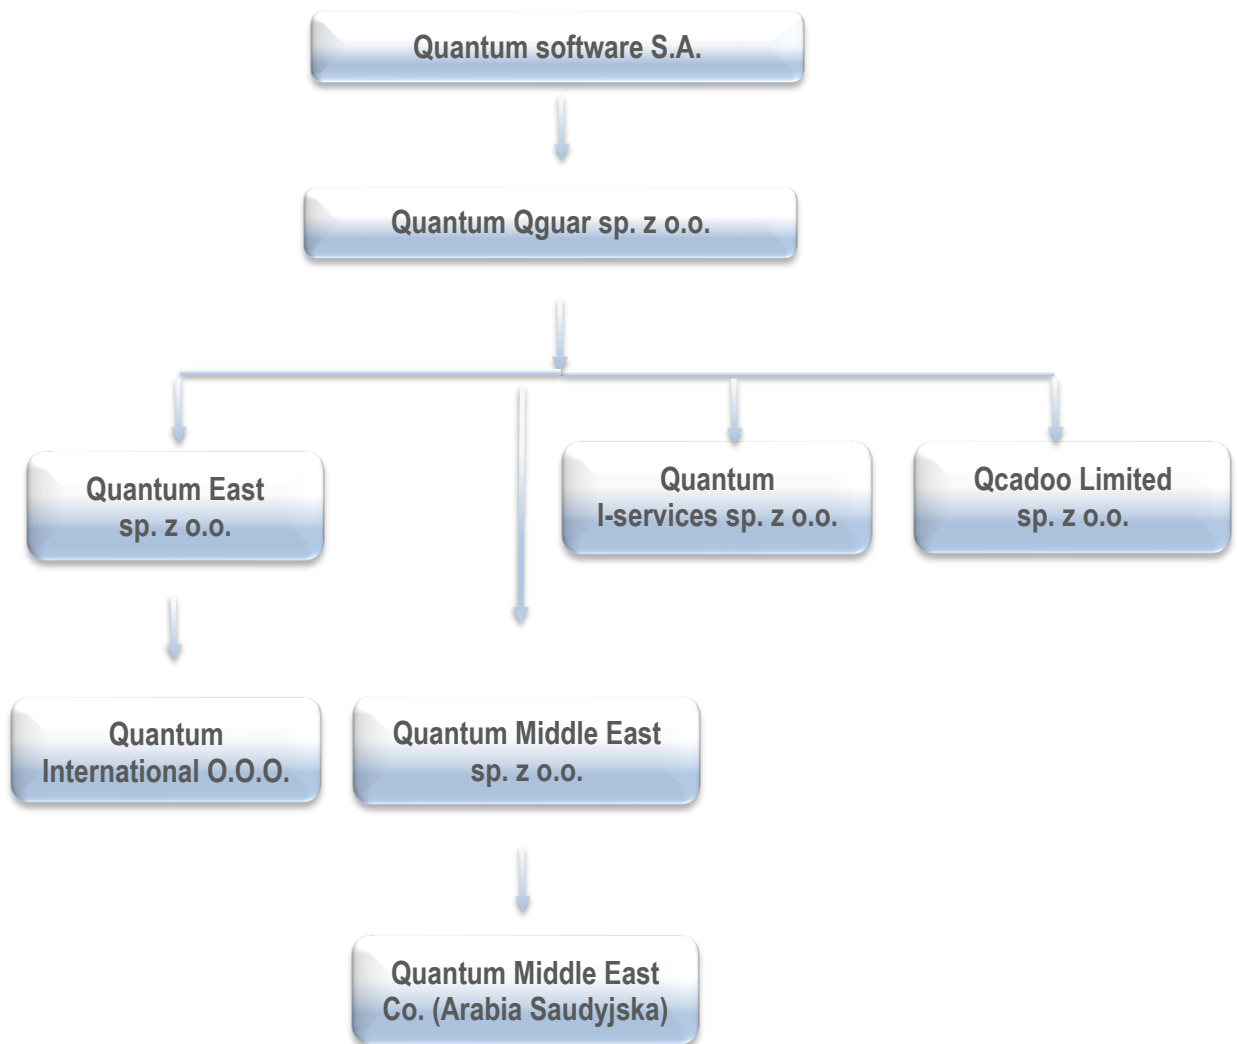 Quantum software S.A.
Quantum Qguar sp. z o.o.
Quantum East
sp. z o.o.
Quantum
I-services sp. z o.o.
Qcadoo Limited
sp. z o.o.
Quantum
International O.O.O.
Quantum Middle East
sp. z o.o.
Quantum Middle East
Co. (Arabia Saudyjska)